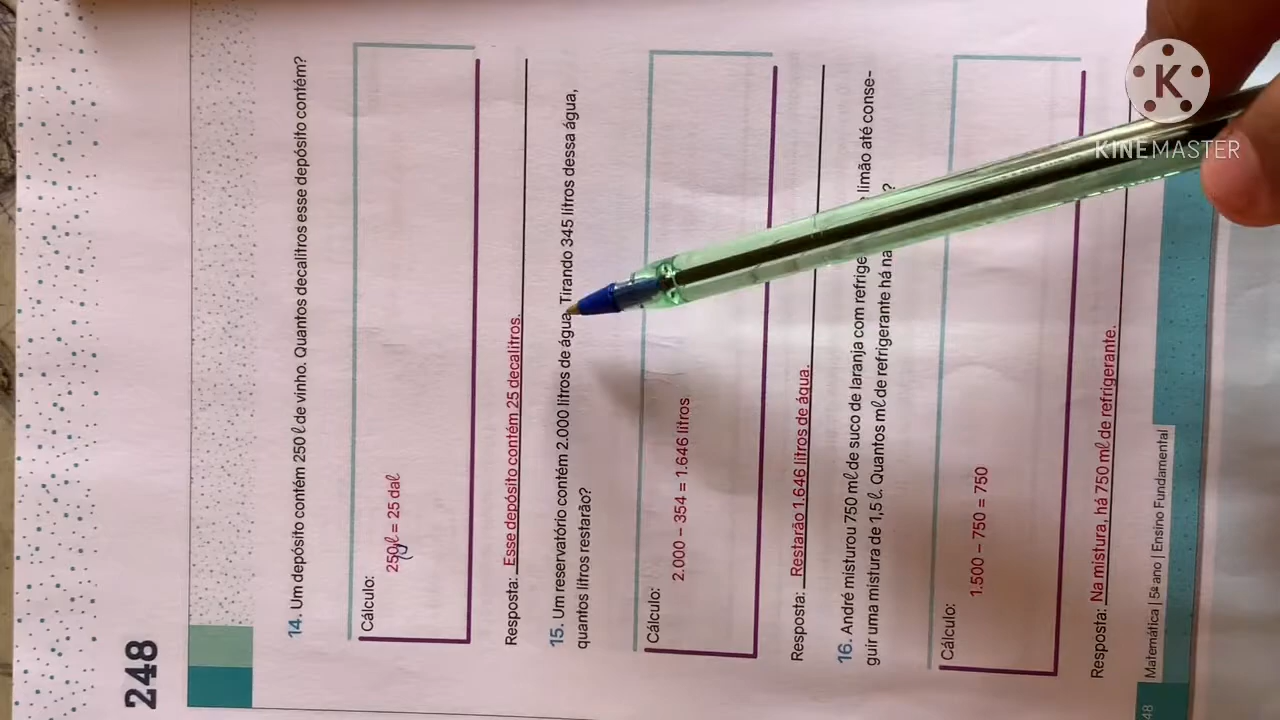 248
14. Um depósito contém 250 ℓ de vinho. Quantos decalitros esse depósito contém?
Cálculo:
250ℓ = 25 daℓ
Resposta: Esse depósito contém 25 decalitros.
15. Um reservatório contém 2.000 litros de água. Tirando 345 litros dessa água,
quantos litros restarão?
Cálculo:
2.000 – 354 = 1.646 litros
Resposta: Restarão 1.646 litros de água.
16. André misturou 750 mℓ de suco de laranja com refrige limão até conse-
guir uma mistura de 1,5 ℓ. Quantos mℓ de refrigerante há na ?
Cálculo:
1.500 – 750 = 750
Resposta: Na mistura, há 750 mℓ de refrigerante.
48
Matemática | 5º ano | Ensino Fundamental
K
KINEMASTER